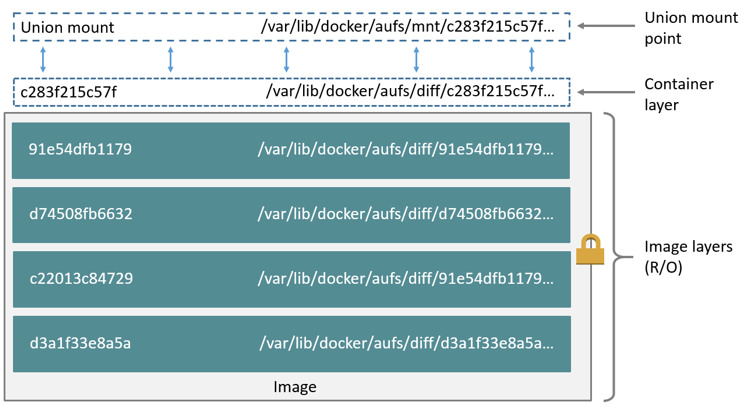 Union mount /var/lib/docker/aufs/mnt/c283f215c57f...
Union mount
point
c283f215c57f /var/lib/docker/aufs/diff/c283f215c57f...
Container
layer
91e54dfb1179 /var/lib/docker/aufs/diff/91e54dfb1179...
d74508fb6632 /var/lib/docker/aufs/diff/d74508fb6632...
c22013c84729 /var/lib/docker/aufs/diff/91e54dfb1179...
d3a1f33e8a5a /var/lib/docker/aufs/diff/d3a1f33e8a5a...
Image layers
(R/O)
Image